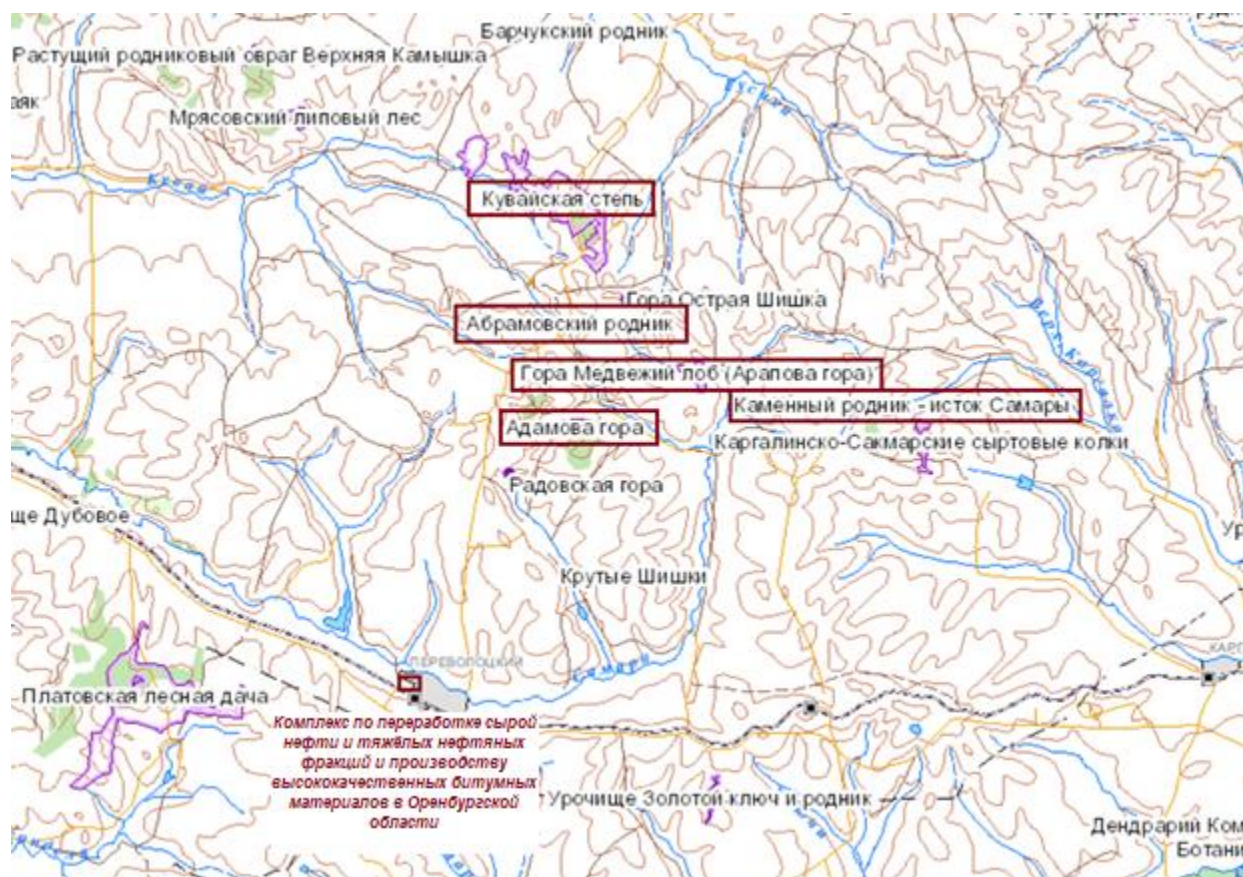 Барчукский родник
Растущий родниковый овраг Верхняя Камышка
аяк
Мрясовский липовый лес
Кувай
Кувайская степь
Гора Острая Шишка
Абрамовский родник
Гора Медвежий лоб (Арапова гора)
Каменный родник - исток Самары
Адамова гора
Каргалинско-Сакмарские сыртовые колки
Радовская гора
ще Дубовое
Ур
Крутые Шишки
ПЕРЕВОЛОЦКИЙ
Самара
КАРГ
Платовская лесная дача
Комплекс по переработке сырой
нефти и тяжёлых нефтяных
фракций и производству
высококачественных битумных
материалов в Оренбургской
области
Урочище Золотой ключ и родник
Дендрарий Ком
Ботани